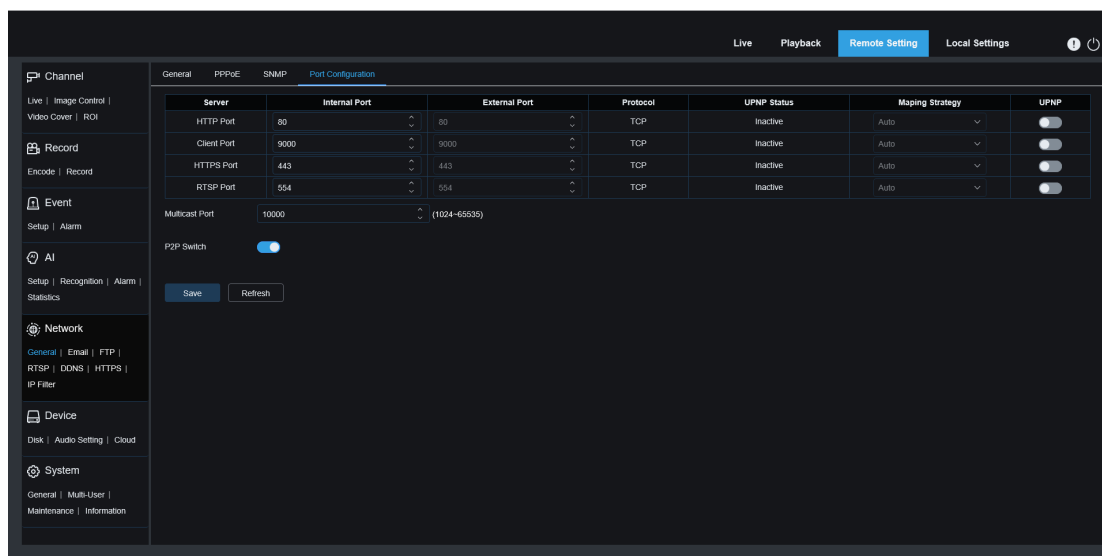 Live Playback Remote Setting Local Settings
Channel
Live | Image Control |
Video Cover | ROI
Record
Encode | Record
Event
Setup | Alarm
AI
Setup | Recognition | Alarm |
Statistics
Network
General | Email | FTP |
RTSP | DDNS | HTTPS |
IP Filter
Device
Disk | Audio Setting | Cloud
System
General | Multi-User |
Maintenance | Information
General PPPoE SNMP Port Configuration
Server Internal Port External Port Protocol UPNP Status Maping Strategy UPNP
HTTP Port 80 80 TCP Inactive Auto
Client Port 9000 9000 TCP Inactive Auto
HTTPS Port 443 443 TCP Inactive Auto
RTSP Port 554 554 TCP Inactive Auto
Multicast Port 10000 (1024~65535)
P2P Switch
Save Refresh